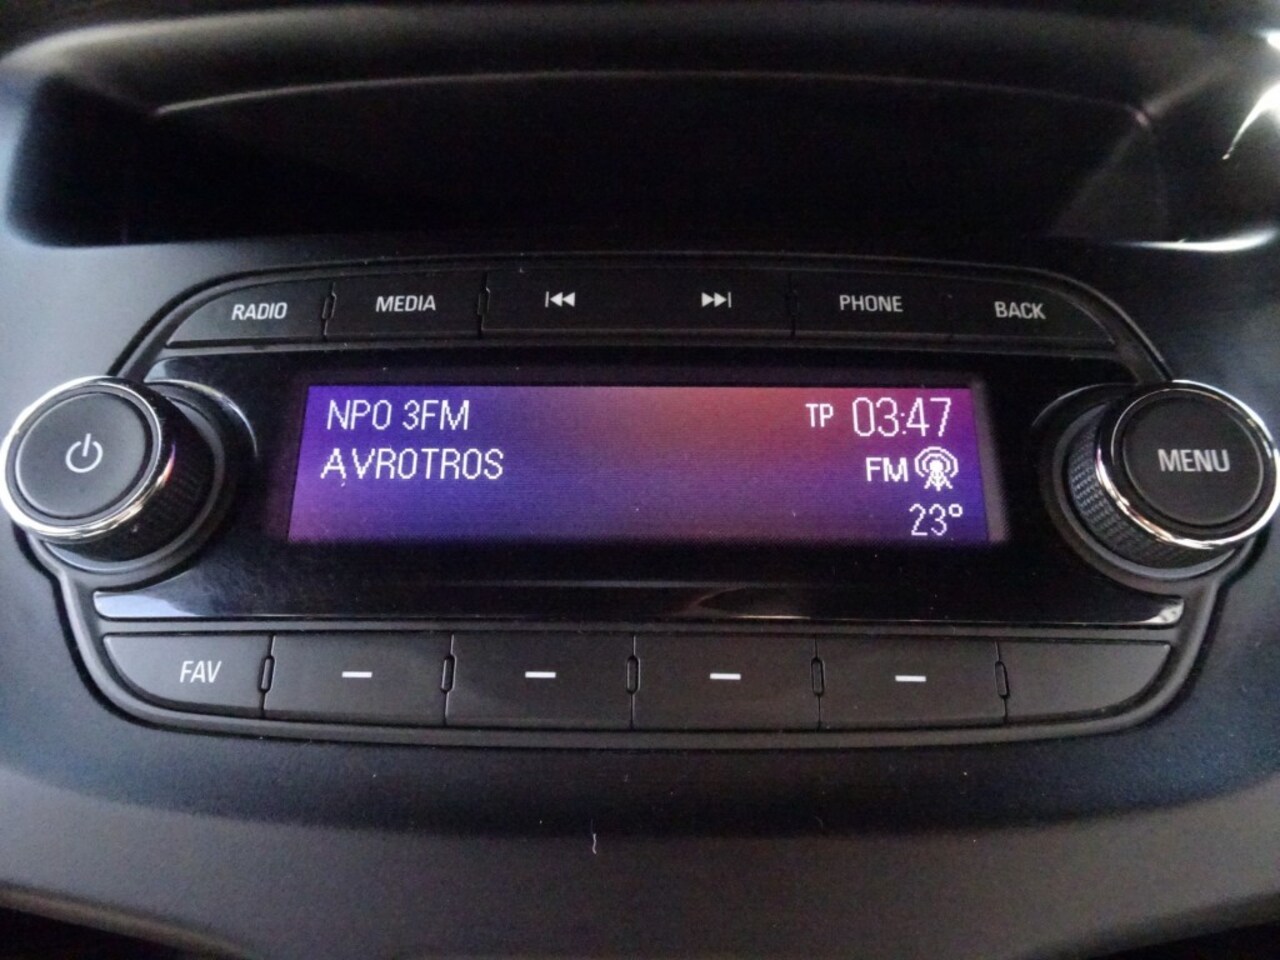 RADIO MEDIA PHONE BACK
NPO 3FM TP 03:47
AVROTROS FM
23°
MENU
FAV